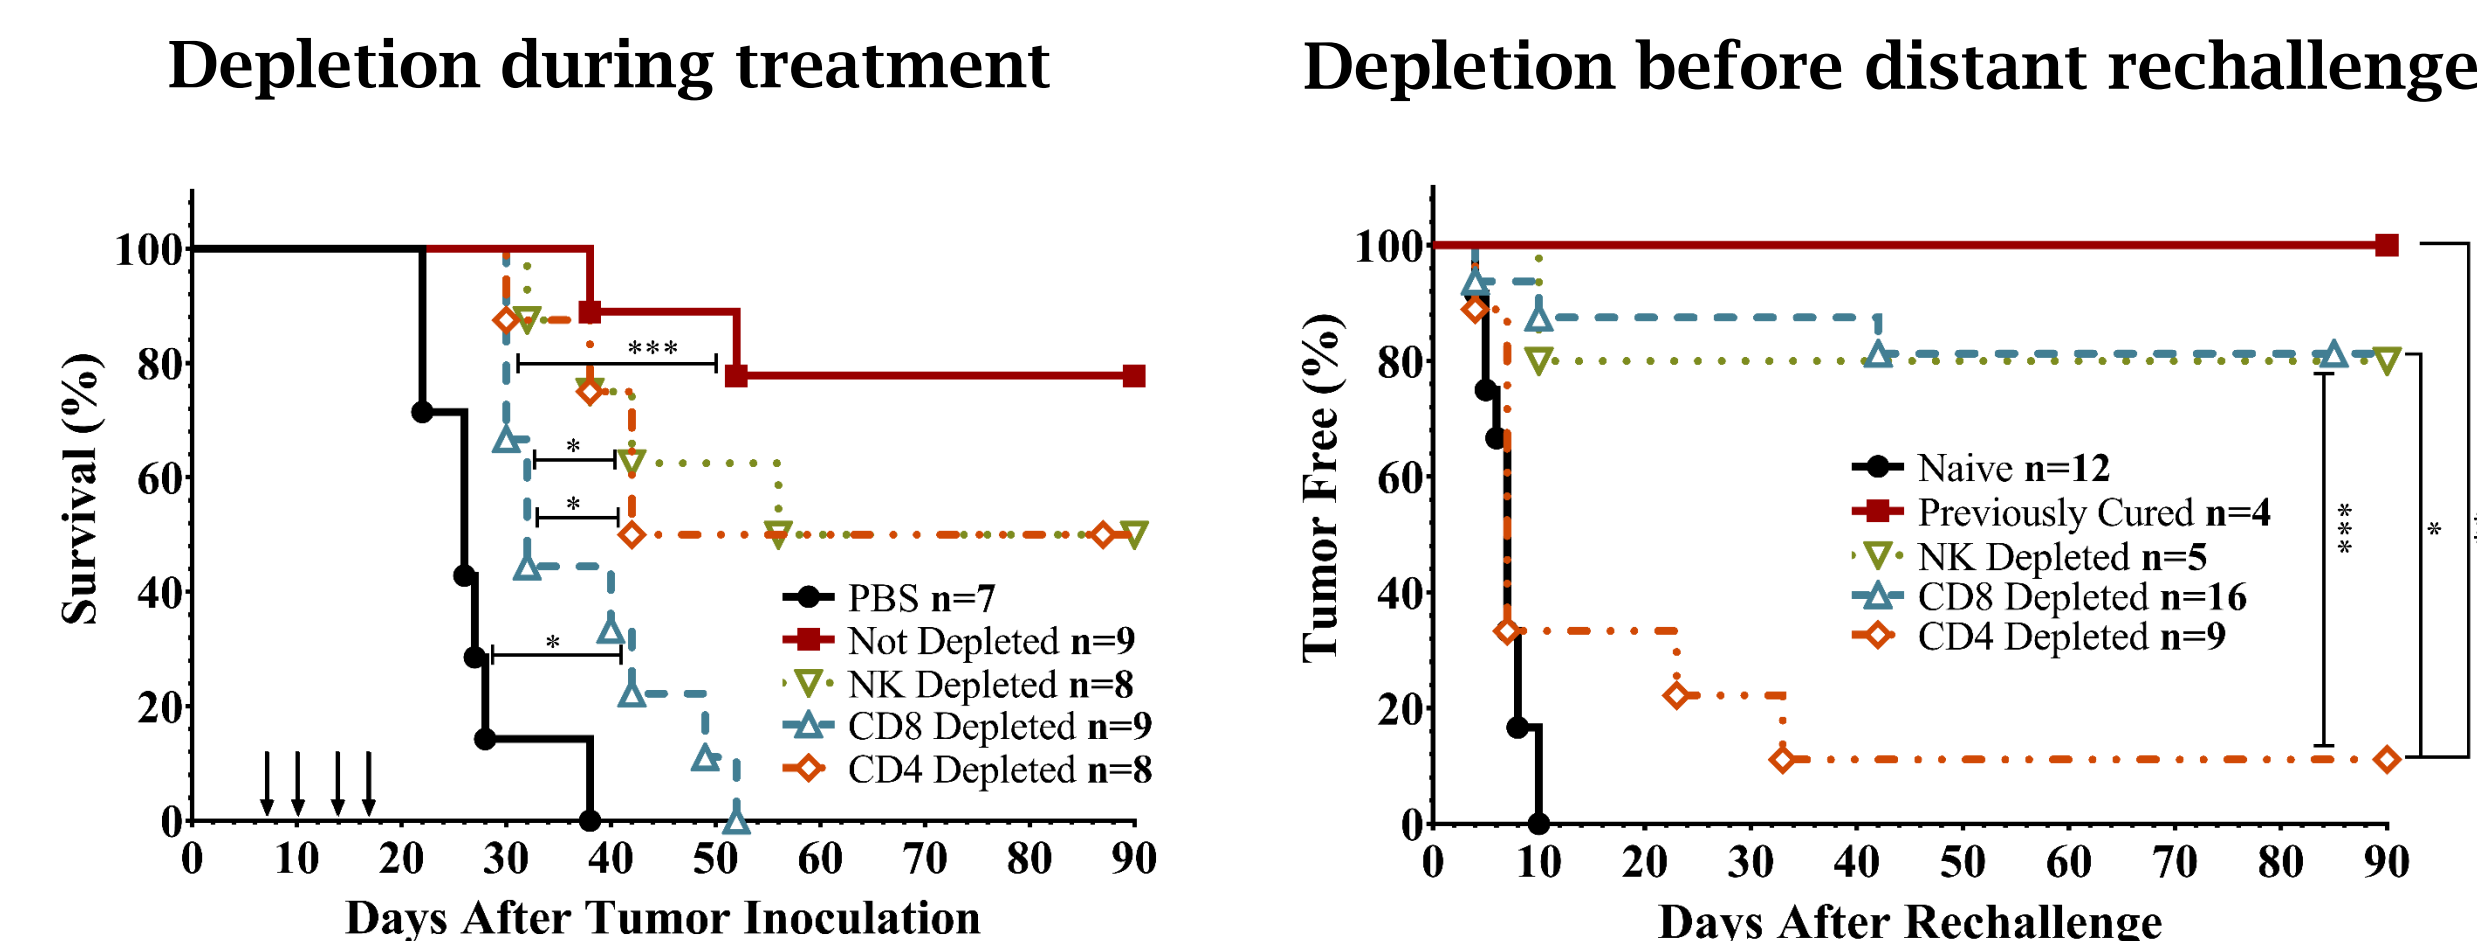 Depletion during treatment
Survival (%)
100
80
60
40
20
0
***
*
*
*
PBS n=7
Not Depleted n=9
NK Depleted n=8
CD8 Depleted n=9
CD4 Depleted n=8
0 10 20 30 40 50 60 70 80 90
Days After Tumor Inoculation
Depletion before distant rechallenge
Tumor Free (%)
100
80
60
40
20
0
Naive n=12
Previously Cured n=4
NK Depleted n=5
CD8 Depleted n=16
CD4 Depleted n=9
***
*
0 10 20 30 40 50 60 70 80 90
Days After Rechallenge